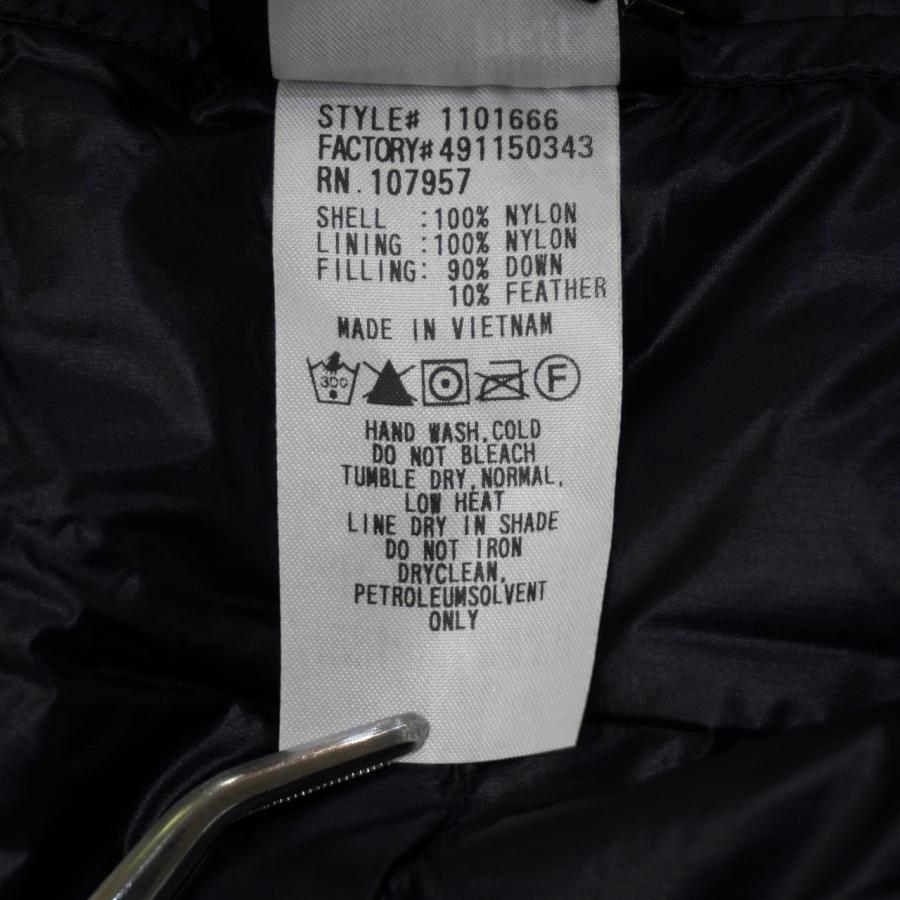 STYLE# 1101666
FACTORY#491150343
RN.107957
SHELL :100% NYLON
LINING :100% NYLON
FILLING: 90% DOWN
10% FEATHER
MADE IN VIETNAM
30C F
HAND WASH,COLD
DO NOT BLEACH
TUMBLE DRY,NORMAL,
LOW HEAT
LINE DRY IN SHADE
DO NOT IRON
DRYCLEAN,
PETROLEUMSOLVENT
ONLY